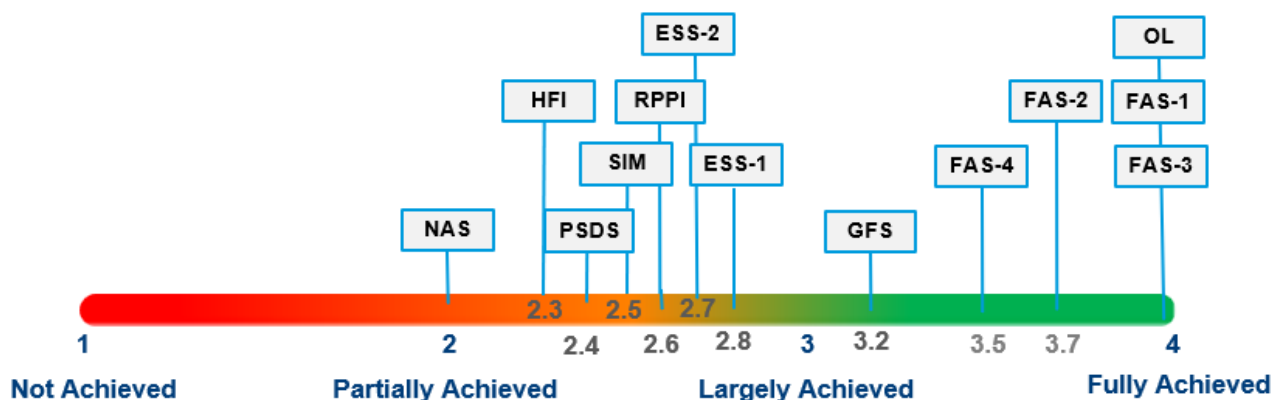 ESS-2
OL
HFI
RPPI
FAS-2
FAS-1
SIM
ESS-1
FAS-4
FAS-3
NAS
PSDS
GFS
2.3
2.5
2.7
1
2
2.4
2.6
2.8
3
3.2
3.5
3.7
4
Not Achieved
Partially Achieved
Largely Achieved
Fully Achieved